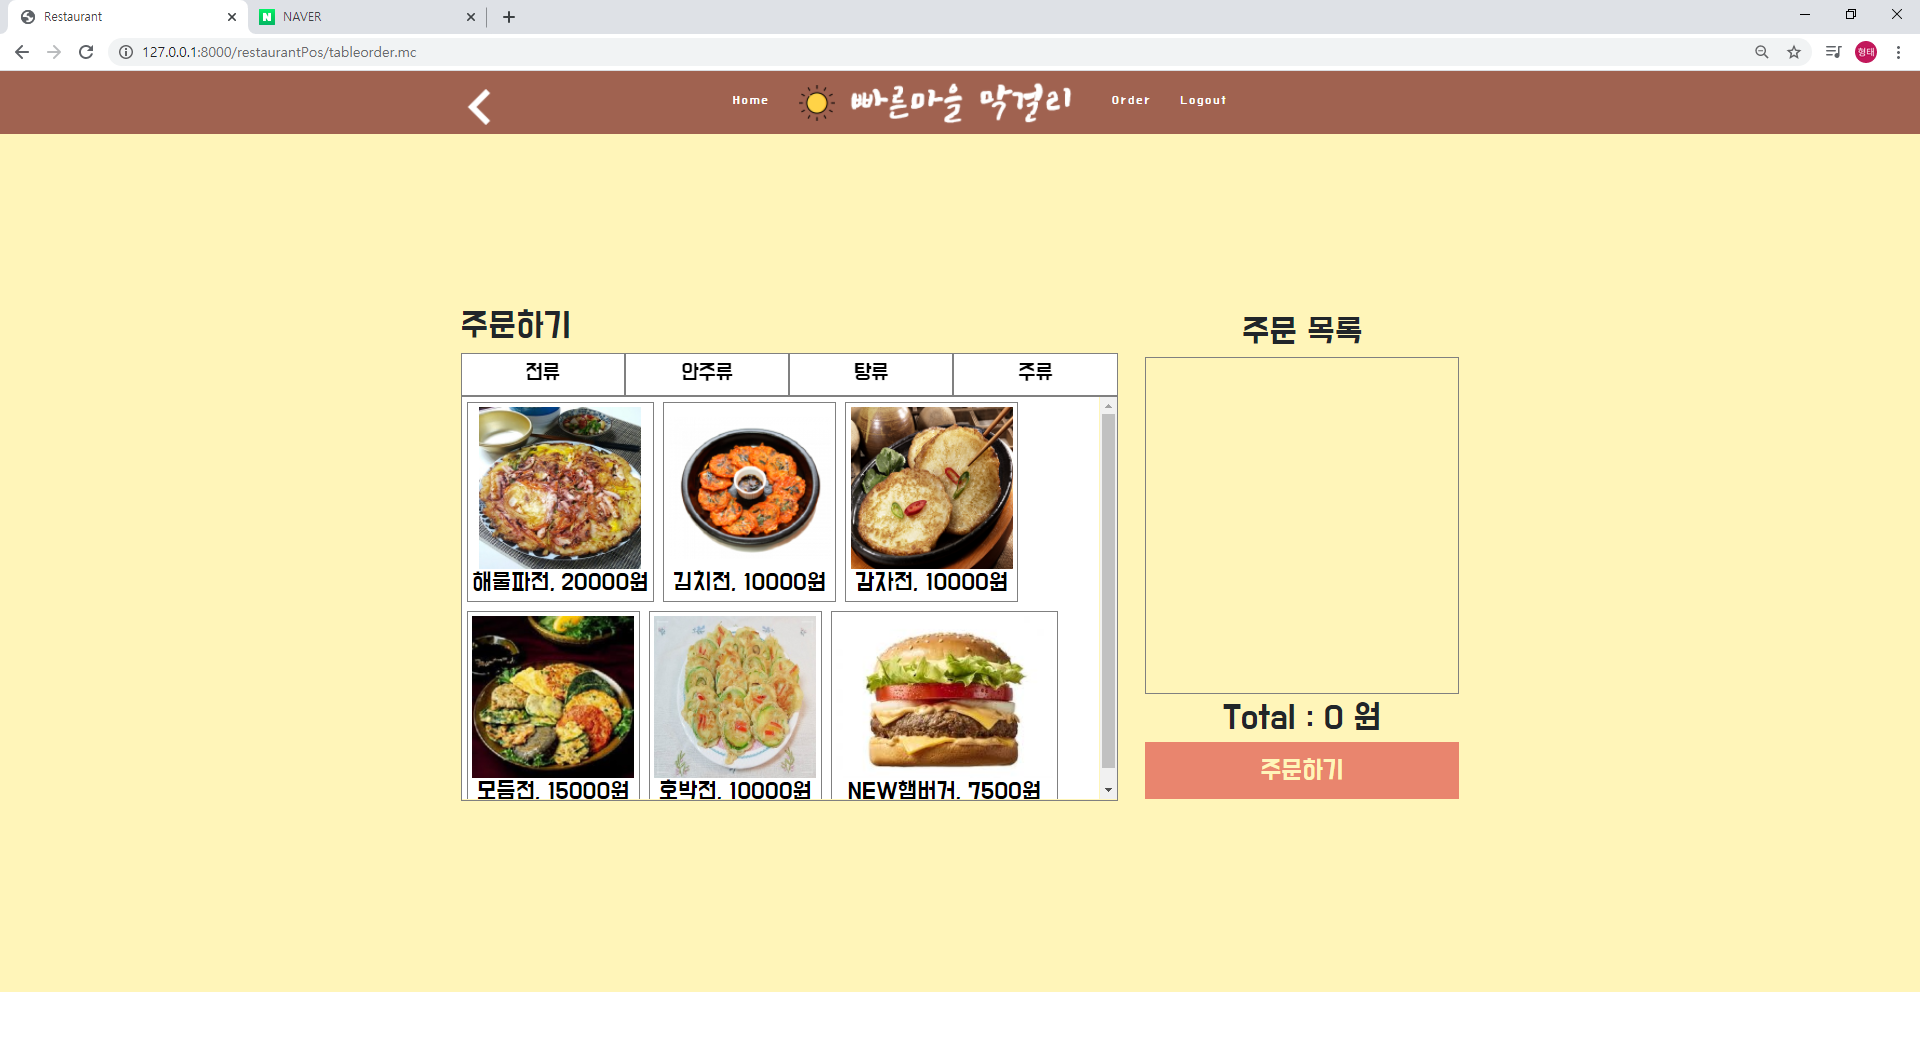 Restaurant
NAVER
127.0.0.1:8000/restaurantPos/tableorder.mc
형태
Home
빠른마을 막걸리
Order
Logout
주문하기
전류
안주류
탕류
주류
해물파전, 20000원
김치전, 10000원
감자전, 10000원
모듬전, 15000원
호박전, 10000원
NEW햄버거, 7500원
주문 목록
Total : 0 원
주문하기